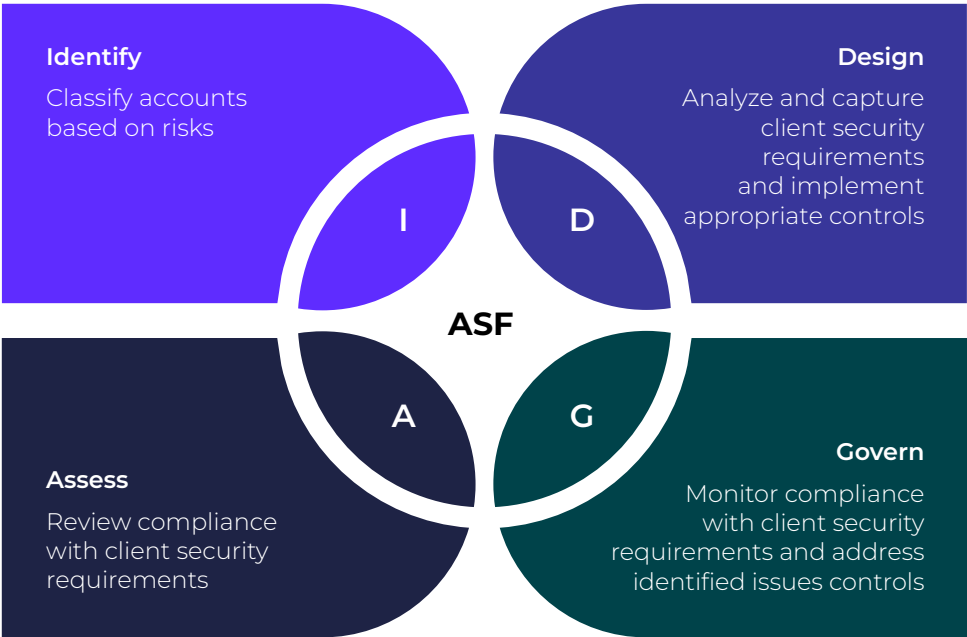 Identify
Classify accounts
based on risks
Design
Analyze and capture
client security
requirements
and implement
appropriate controls
I
D
ASF
A
G
Assess
Review compliance
with client security
requirements
Govern
Monitor compliance
with client security
requirements and address
identified issues controls